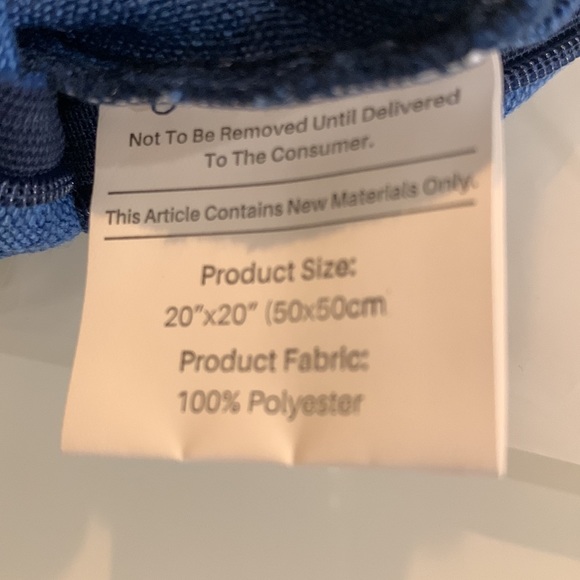 Not To Be Removed Until Delivered
To The Consumer.
This Article Contains New Materials Only.
Product Size:
20"x20" (50x50cm
Product Fabric:
100% Polyester